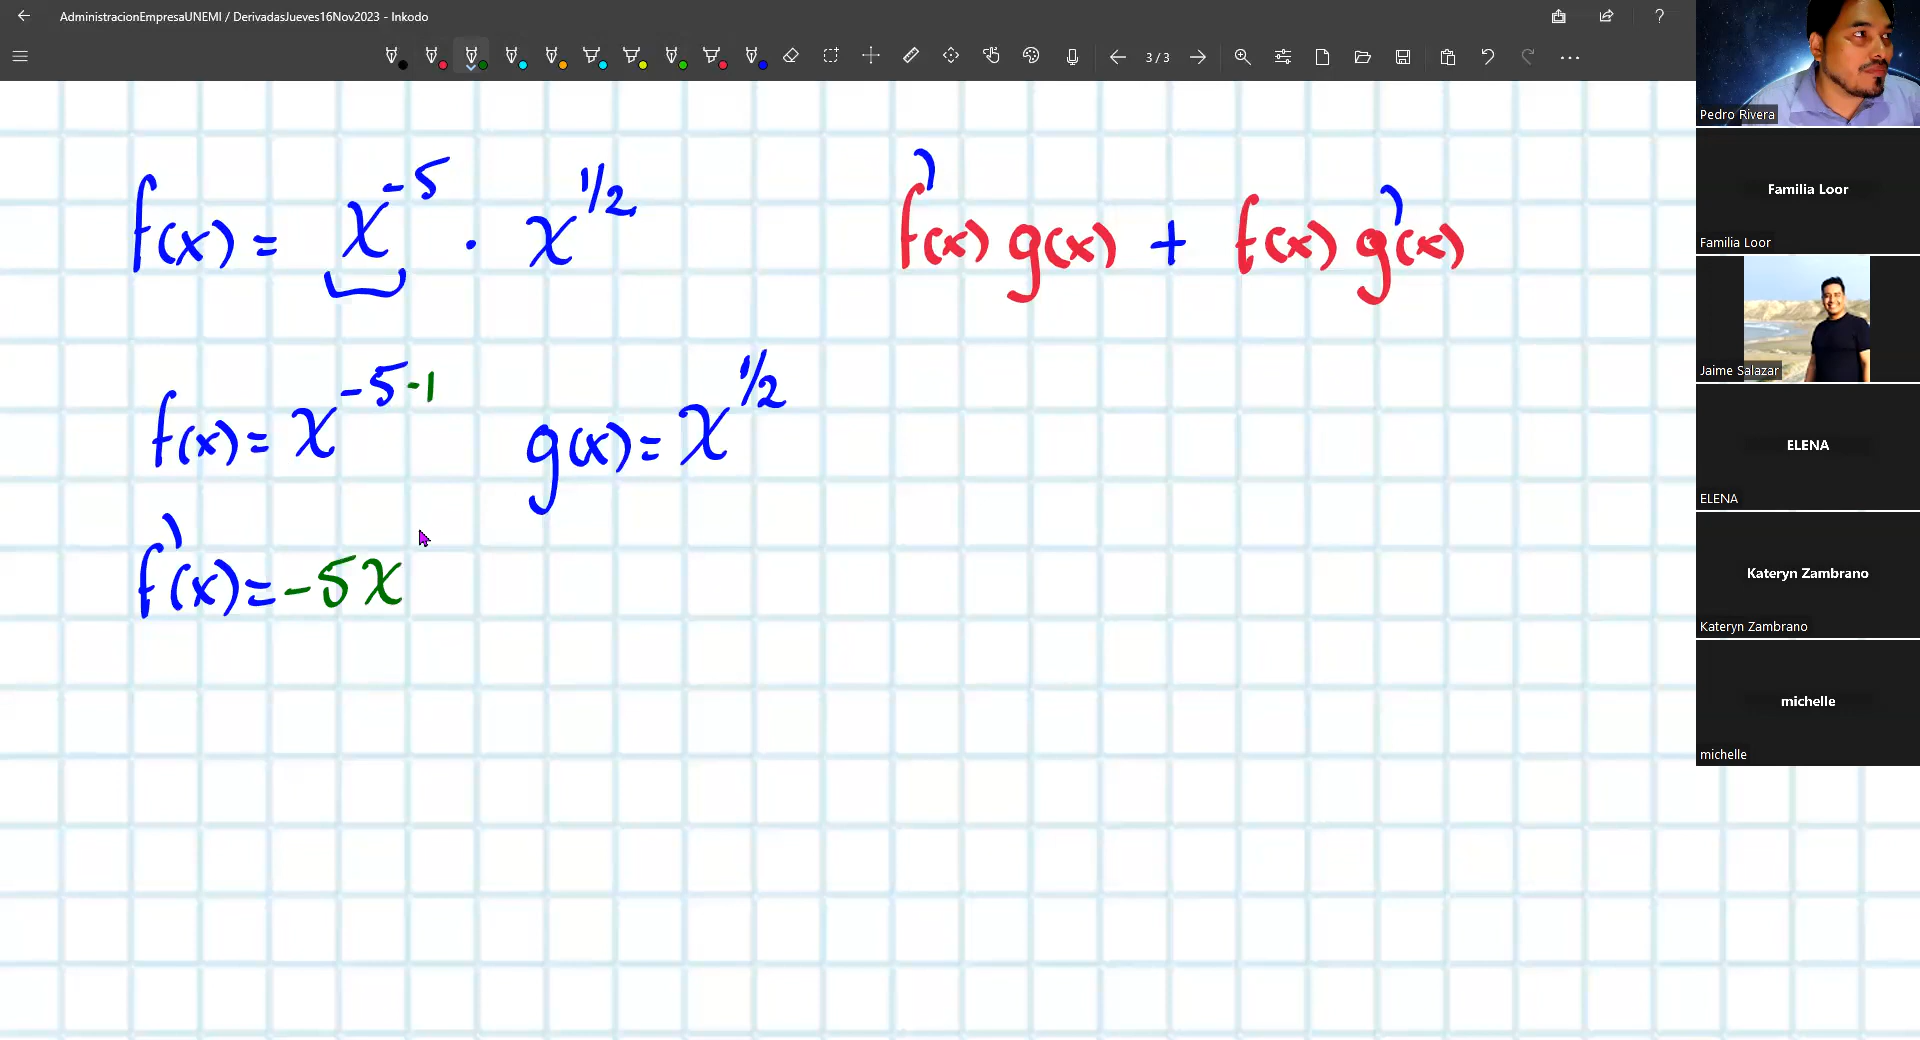 AdministracionEmpresaUNEMI / DerivadasJueves16Nov2023 - Inkodo
?
3 / 3
f(x) = x^-5 · x^1/2
f'(x) g(x) + f(x) g'(x)
f(x) = x^-5-1
g(x) = x^1/2
f'(x) = -5x
Pedro Rivera
Familia Loor
Familia Loor
Jaime Salazar
ELENA
ELENA
Kateryn Zambrano
Kateryn Zambrano
michelle
michelle